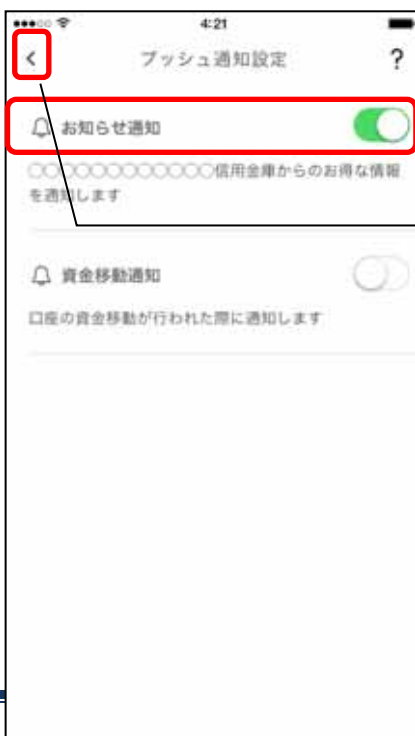 4:21
< プッシュ通知設定 ?
お知らせ通知
○○○○○○○○○○○○○信用金庫からのお得な情報
を通知します
資金移動通知
口座の資金移動が行われた際に通知します